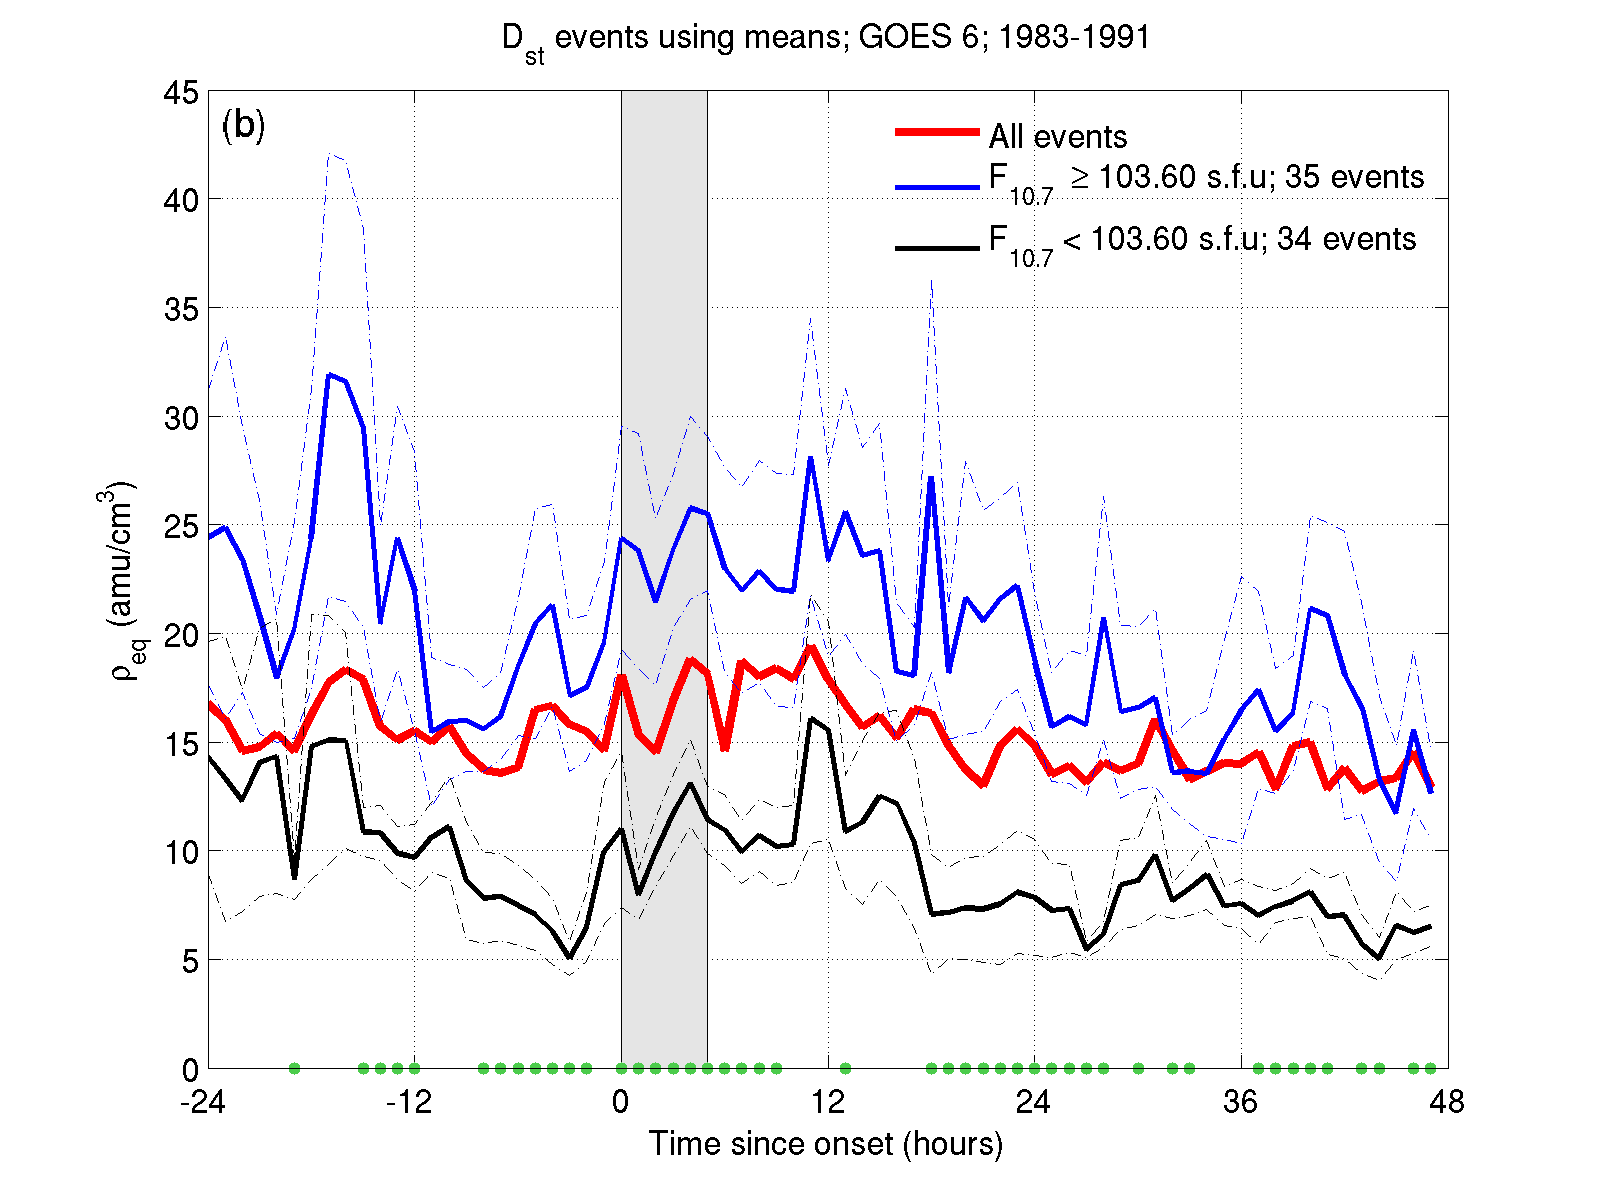 D_st events using means; GOES 6; 1983-1991
(b)
All events
F_10.7 ≥ 103.60 s.f.u; 35 events
F_10.7 < 103.60 s.f.u; 34 events
45
40
35
30
25
20
15
10
5
0
ρ_eq (amu/cm^3)
-24 -12 0 12 24 36 48
Time since onset (hours)